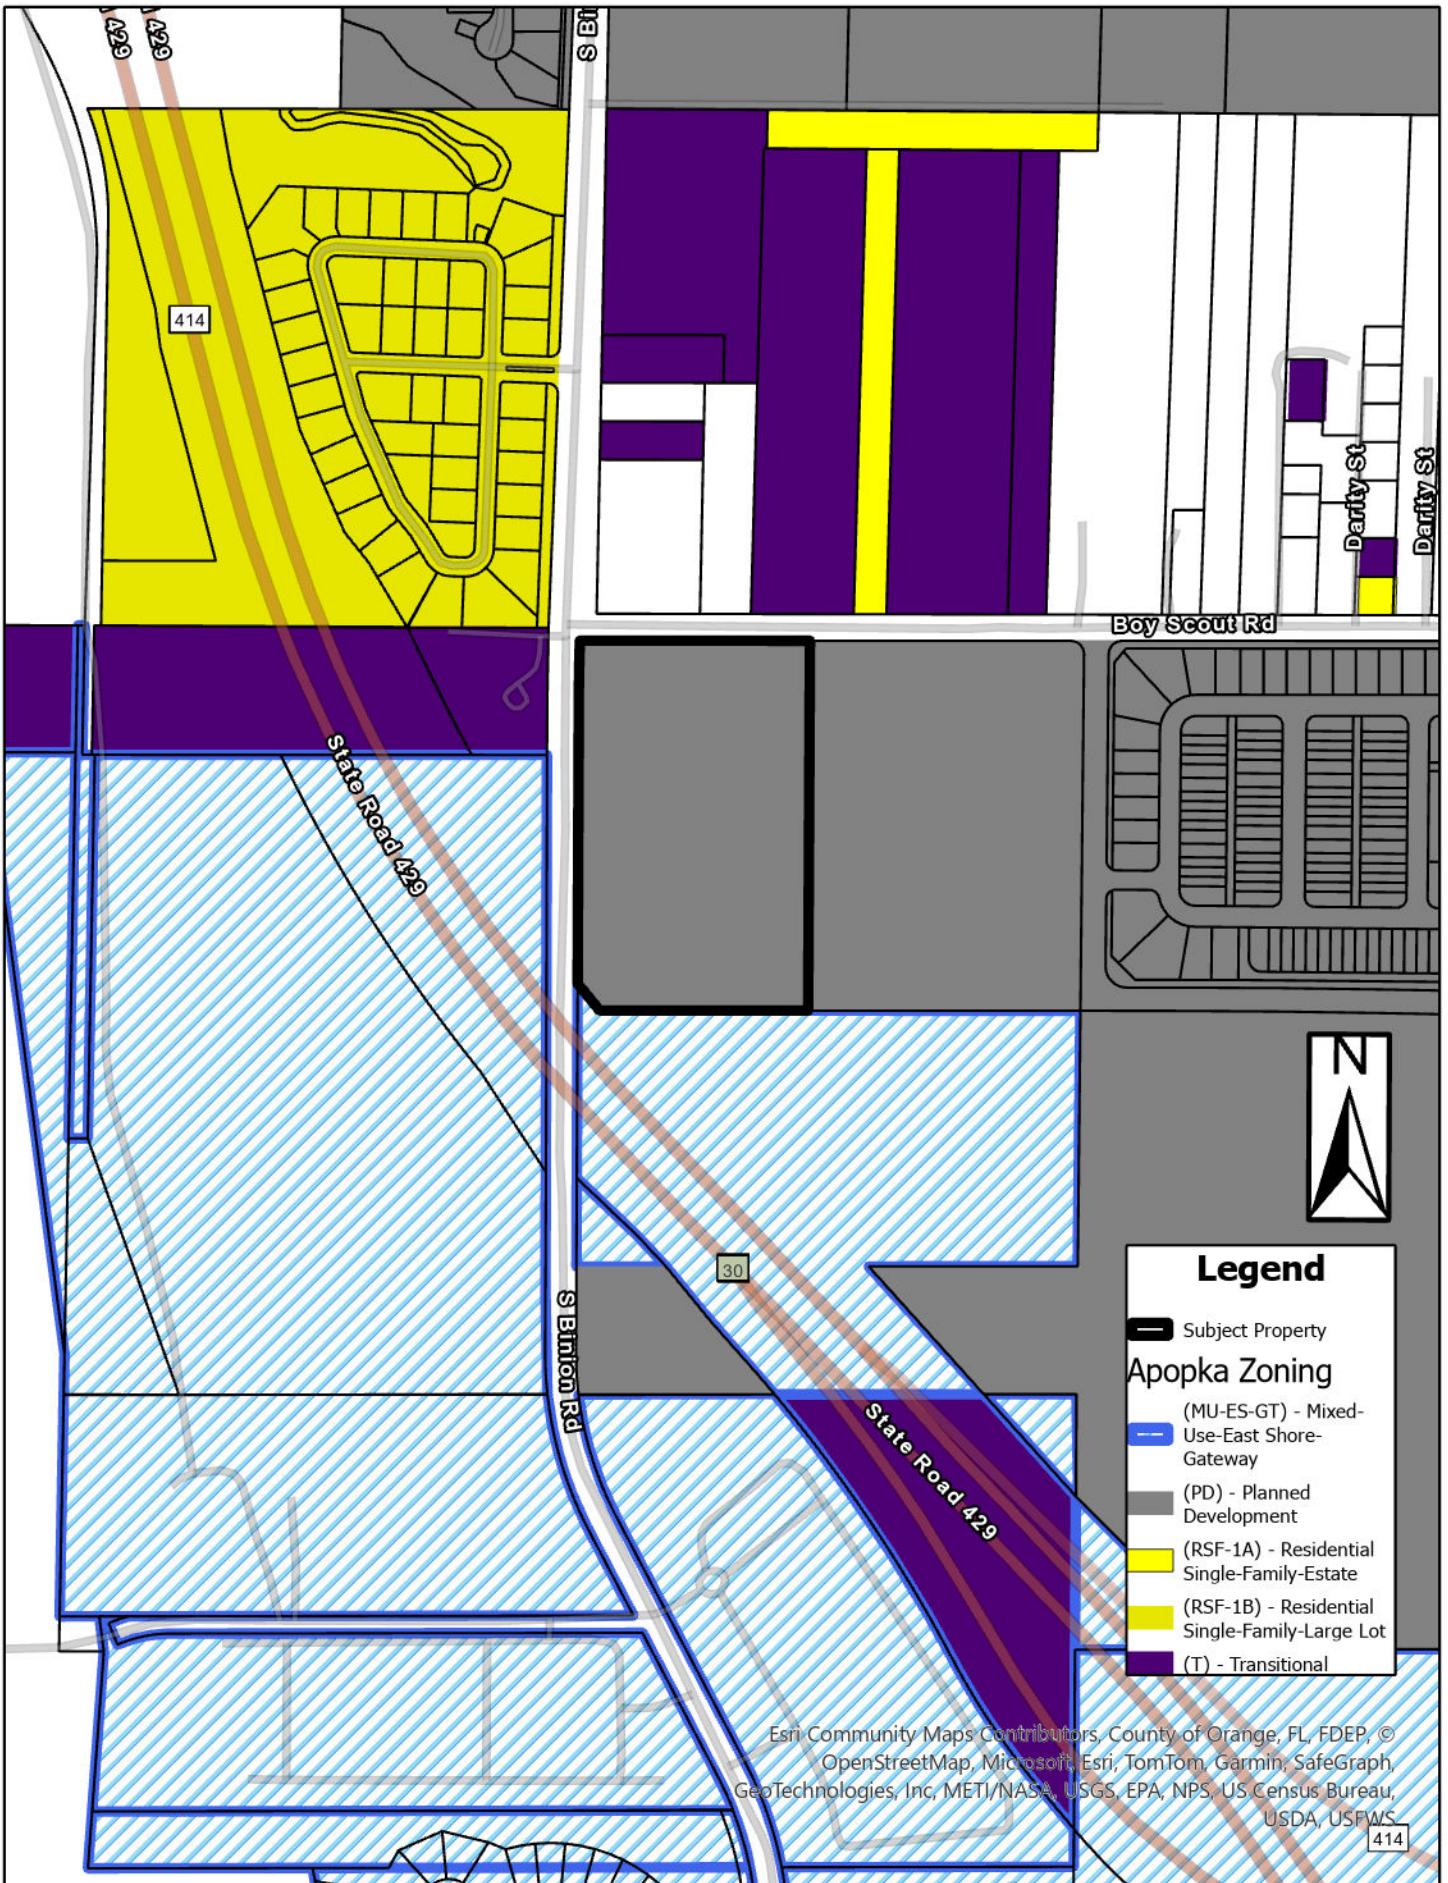 429
429
S Bi
414
Darity St
Darity St
Boy Scout Rd
State Road 429
N
30
S Binion Rd
State Road 429
Legend
Subject Property
Apopka Zoning
(MU-ES-GT) - Mixed-
Use-East Shore-
Gateway
(PD) - Planned
Development
(RSF-1A) - Residential
Single-Family-Estate
(RSF-1B) - Residential
Single-Family-Large Lot
(T) - Transitional
Esri Community Maps Contributors, County of Orange, FL, FDEP, ©
OpenStreetMap, Microsoft, Esri, TomTom, Garmin, SafeGraph,
GeoTechnologies, Inc, METI/NASA, USGS, EPA, NPS, US Census Bureau,
USDA, USFWS
414